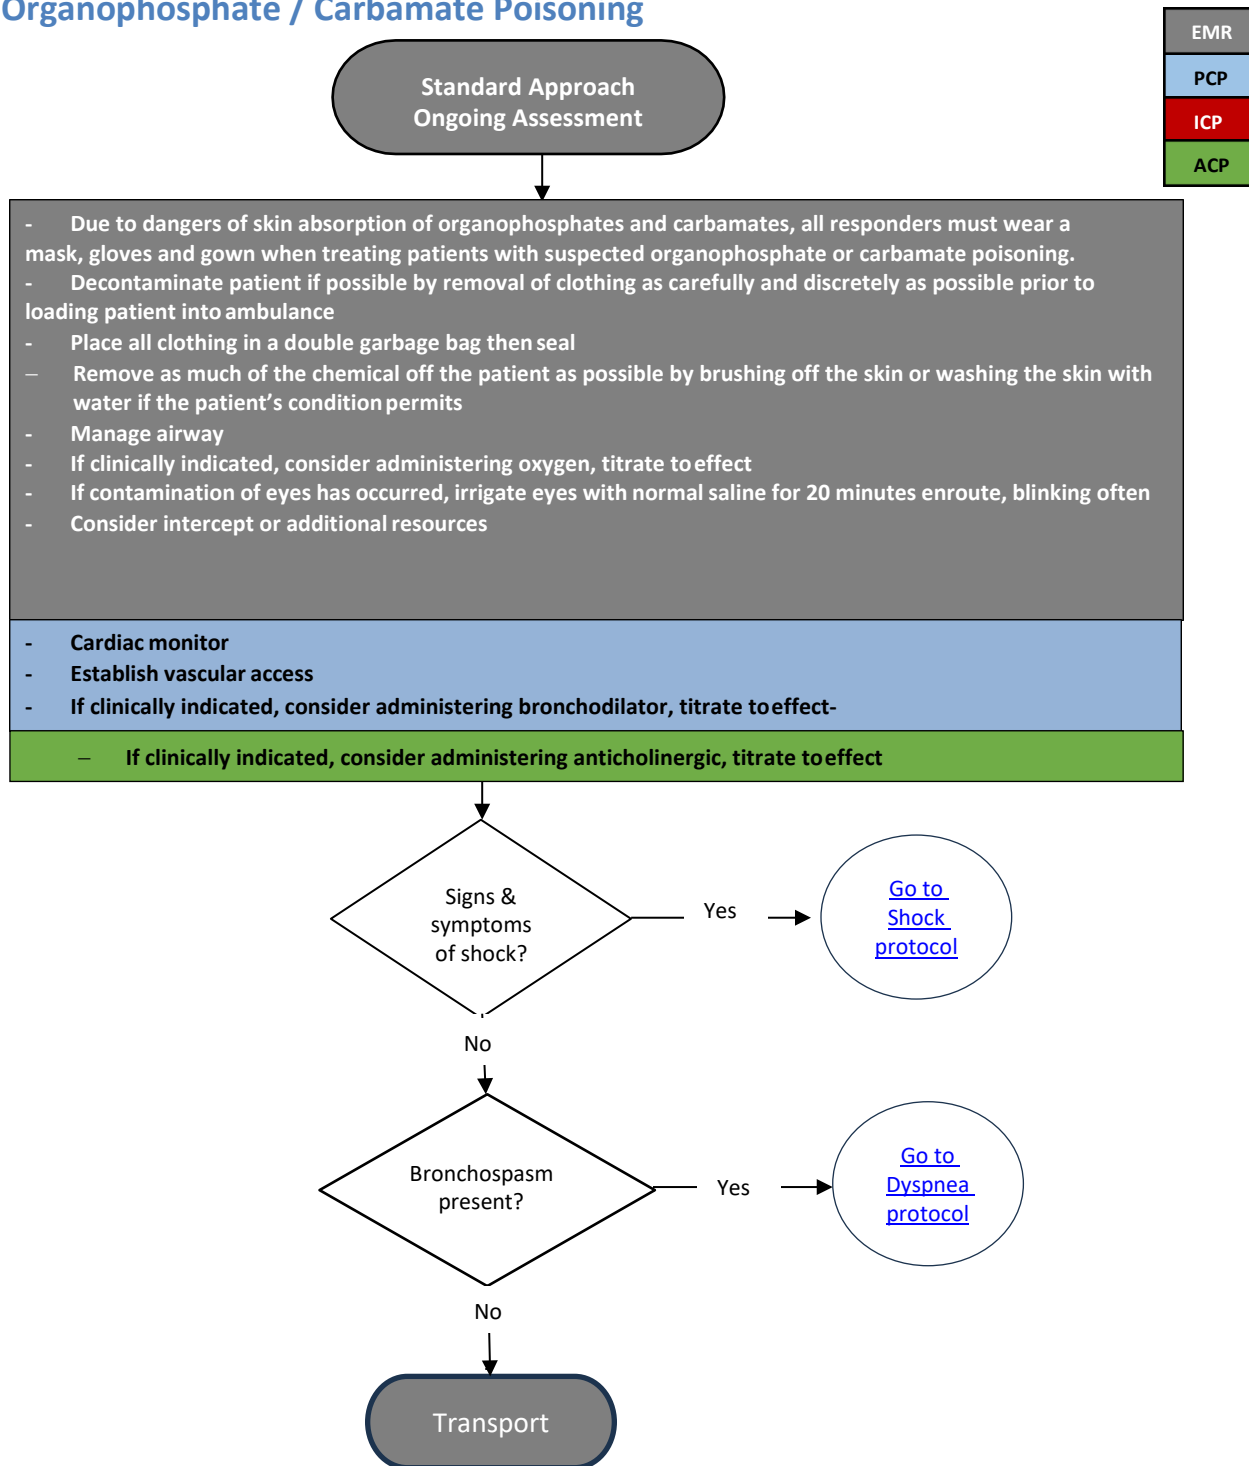 Organophosphate / Carbamate Poisoning
EMR
PCP
ICP
ACP
Standard Approach
Ongoing Assessment
- Due to dangers of skin absorption of organophosphates and carbamates, all responders must wear a
mask, gloves and gown when treating patients with suspected organophosphate or carbamate poisoning.
- Decontaminate patient if possible by removal of clothing as carefully and discretely as possible prior to
loading patient into ambulance
- Place all clothing in a double garbage bag then seal
– Remove as much of the chemical off the patient as possible by brushing off the skin or washing the skin with
water if the patient’s condition permits
- Manage airway
- If clinically indicated, consider administering oxygen, titrate to effect
- If contamination of eyes has occurred, irrigate eyes with normal saline for 20 minutes enroute, blinking often
- Consider intercept or additional resources
- Cardiac monitor
- Establish vascular access
- If clinically indicated, consider administering bronchodilator, titrate to effect-
– If clinically indicated, consider administering anticholinergic, titrate to effect
Signs &
symptoms
of shock?
Yes
Go to
Shock
protocol
No
Bronchospasm
present?
Yes
Go to
Dyspnea
protocol
No
Transport